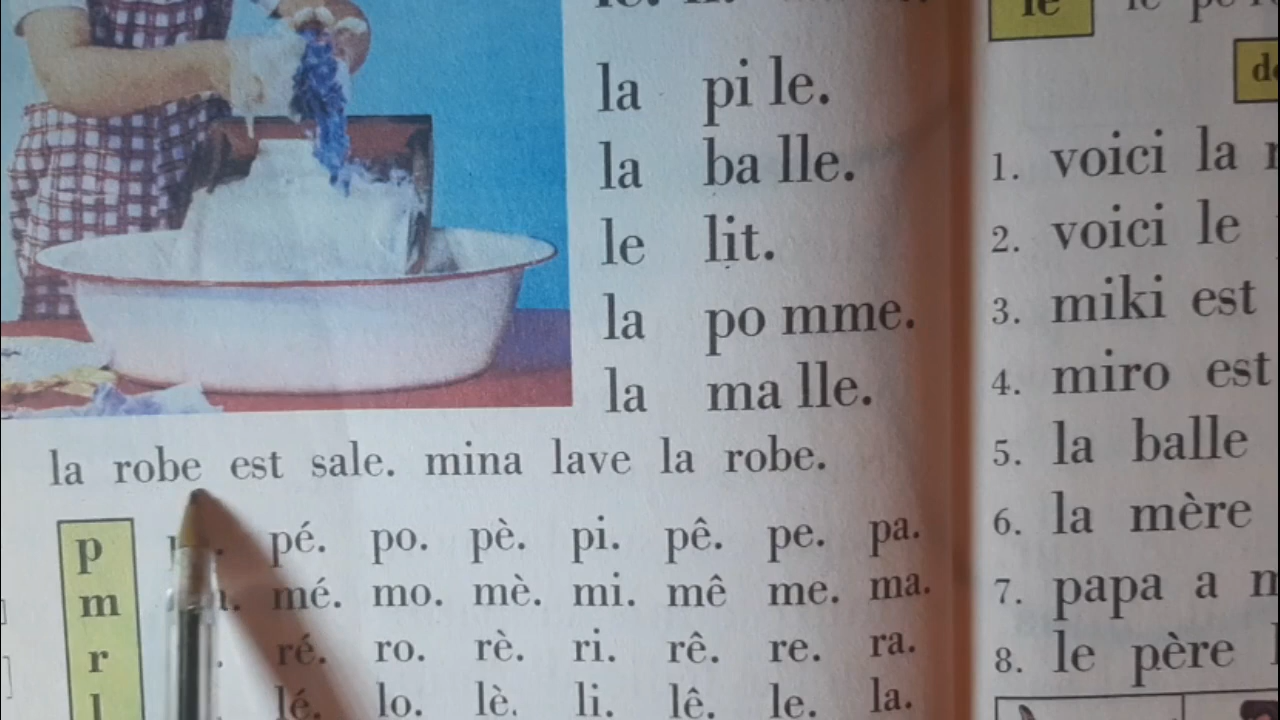 la pi le.
la ba lle.
le lit.
la po mme.
la ma lle.
la robe est sale. mina lave la robe.
p pé. po. pè. pi. pê. pe. pa.
m mé. mo. mè. mi. mê me. ma.
r ré. ro. rè. ri. rê. re. ra.
l lé. lo. lè. li. lê. le. la.
le
1. voici la
2. voici le
3. miki est
4. miro est
5. la balle
6. la mère
7. papa a
8. le père